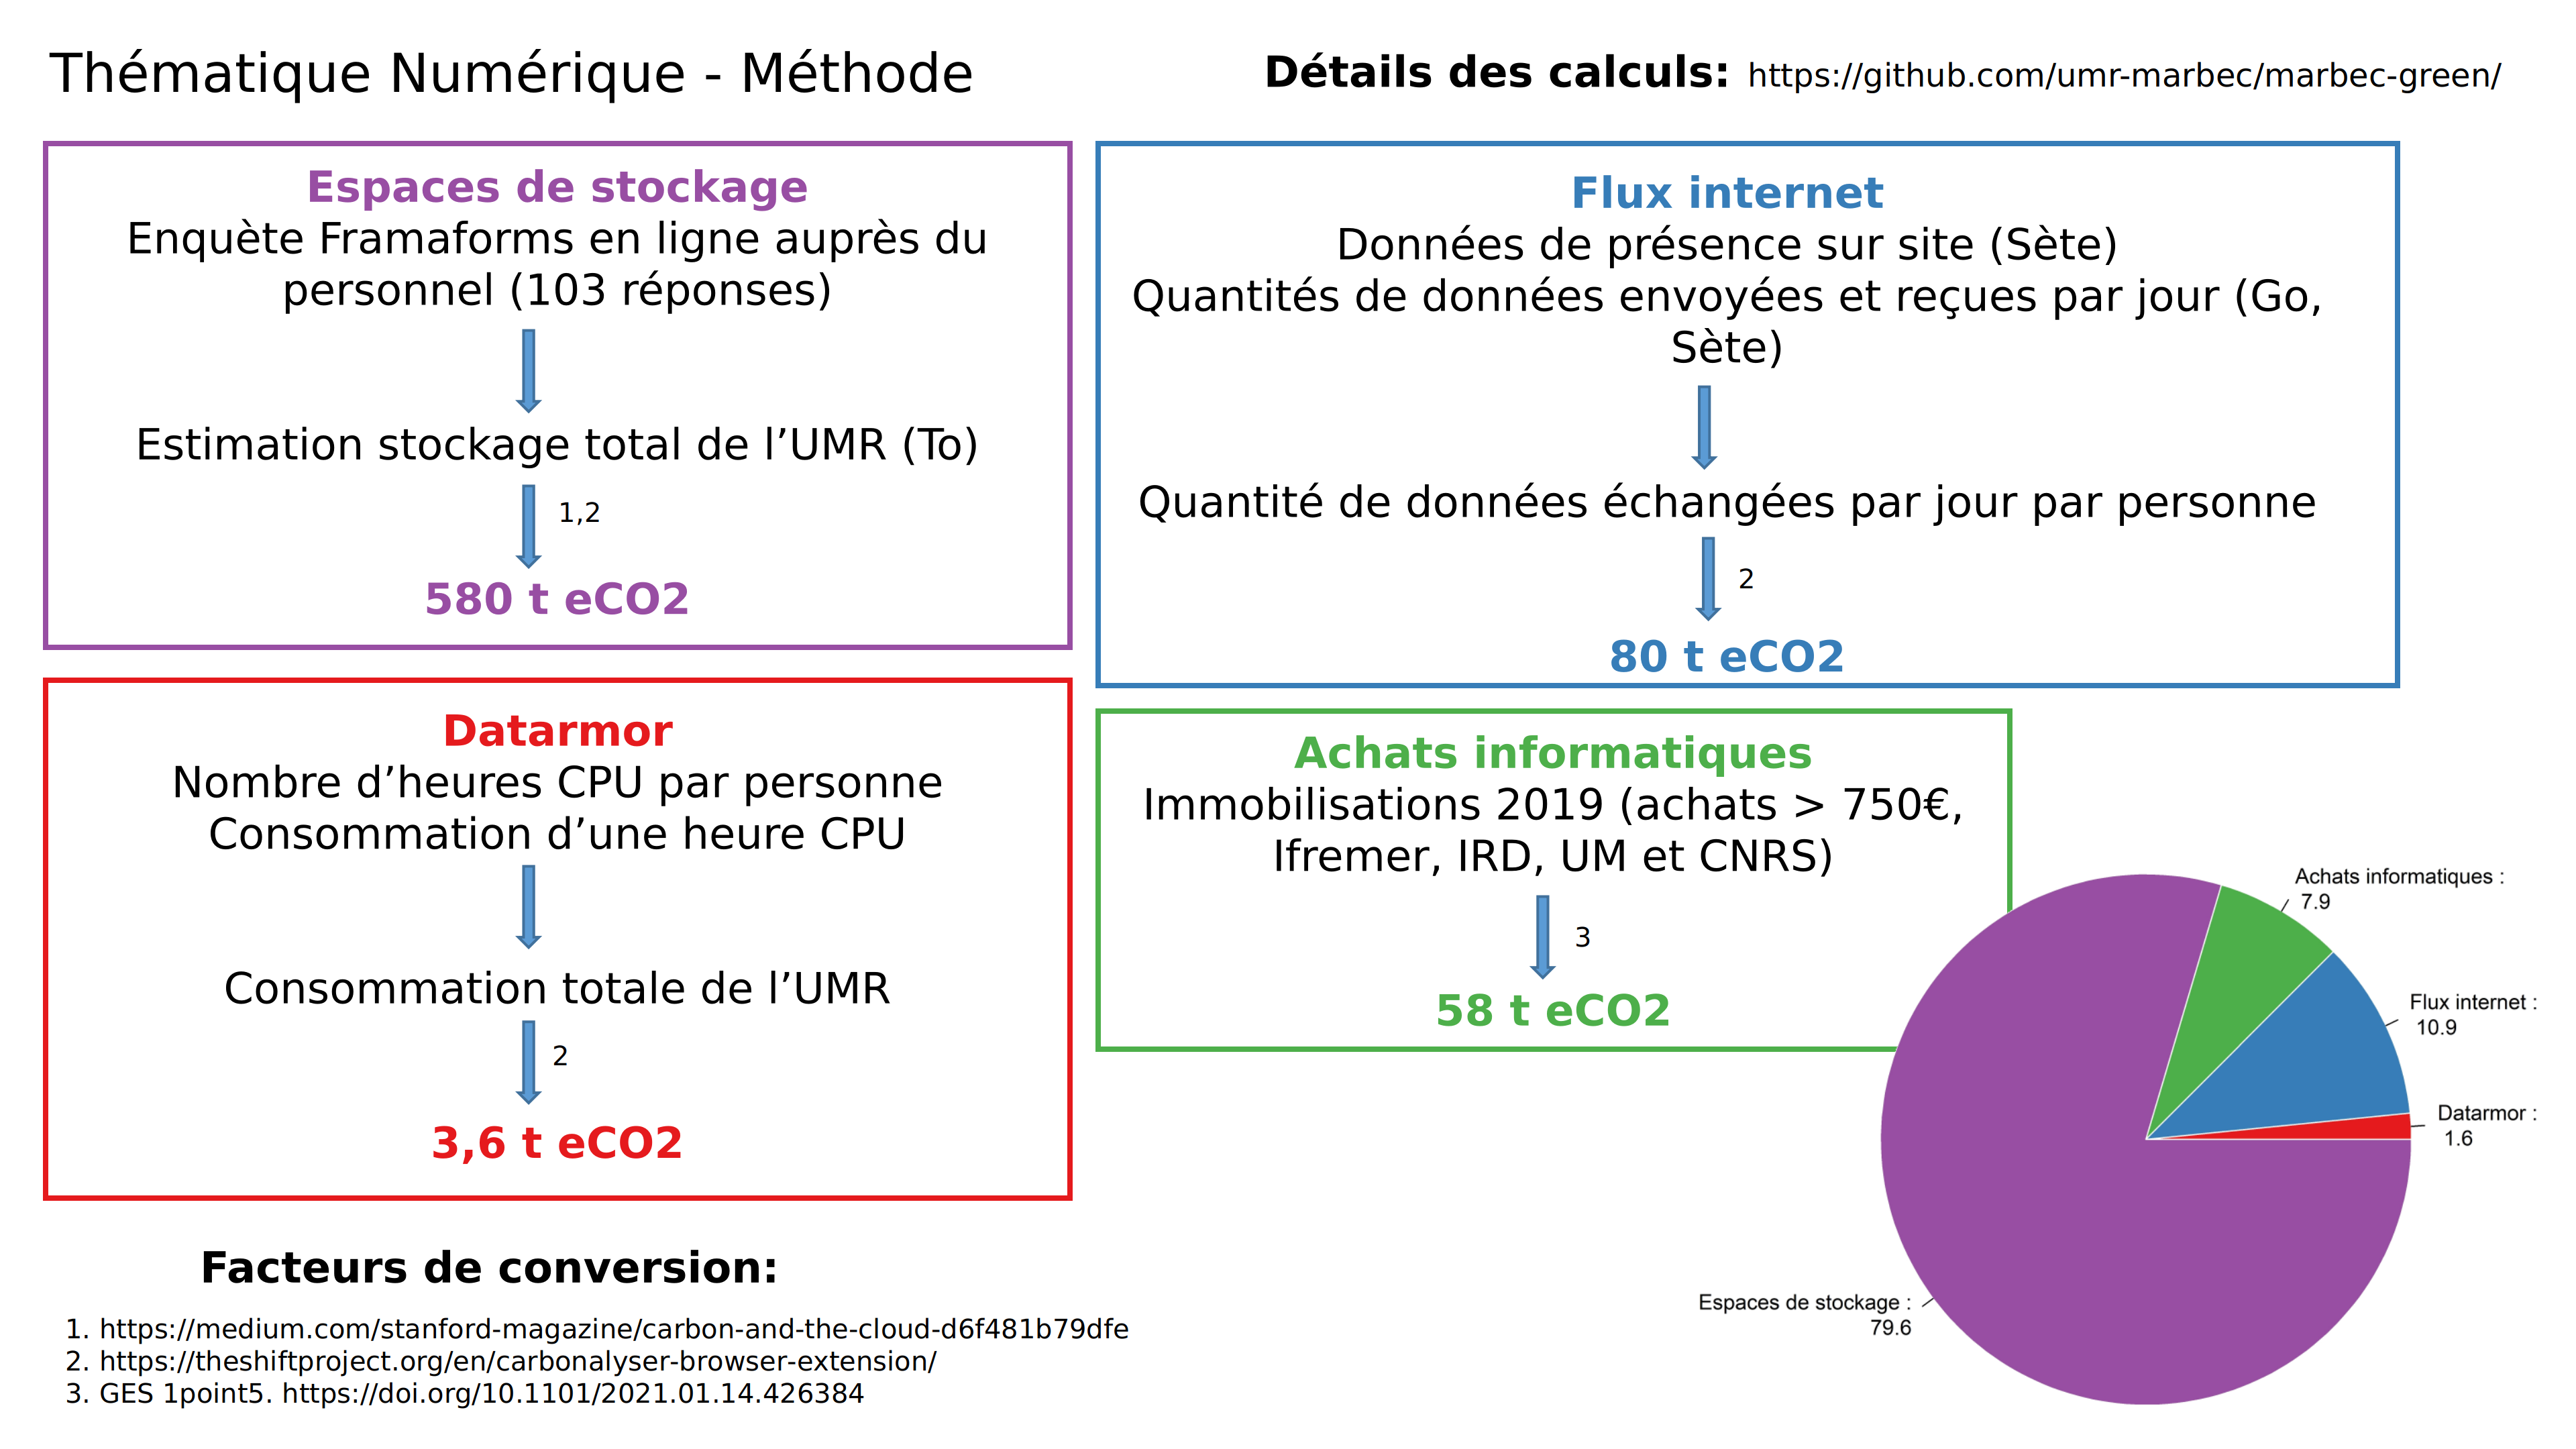 Thématique Numérique - Méthode
Détails des calculs: https://github.com/umr-marbec/marbec-green/
Espaces de stockage
Enquète Framaforms en ligne auprès du
personnel (103 réponses)
Estimation stockage total de l’UMR (To)
1,2
580 t eCO2
Flux internet
Données de présence sur site (Sète)
Quantités de données envoyées et reçues par jour (Go,
Sète)
Quantité de données échangées par jour par personne
2
80 t eCO2
Datarmor
Nombre d’heures CPU par personne
Consommation d’une heure CPU
Consommation totale de l’UMR
2
3,6 t eCO2
Achats informatiques
Immobilisations 2019 (achats > 750€,
Ifremer, IRD, UM et CNRS)
3
58 t eCO2
Achats informatiques :
7.9
Flux internet :
10.9
Datarmor :
1.6
Espaces de stockage :
79.6
Facteurs de conversion:
1. https://medium.com/stanford-magazine/carbon-and-the-cloud-d6f481b79dfe
2. https://theshiftproject.org/en/carbonalyser-browser-extension/
3. GES 1point5. https://doi.org/10.1101/2021.01.14.426384